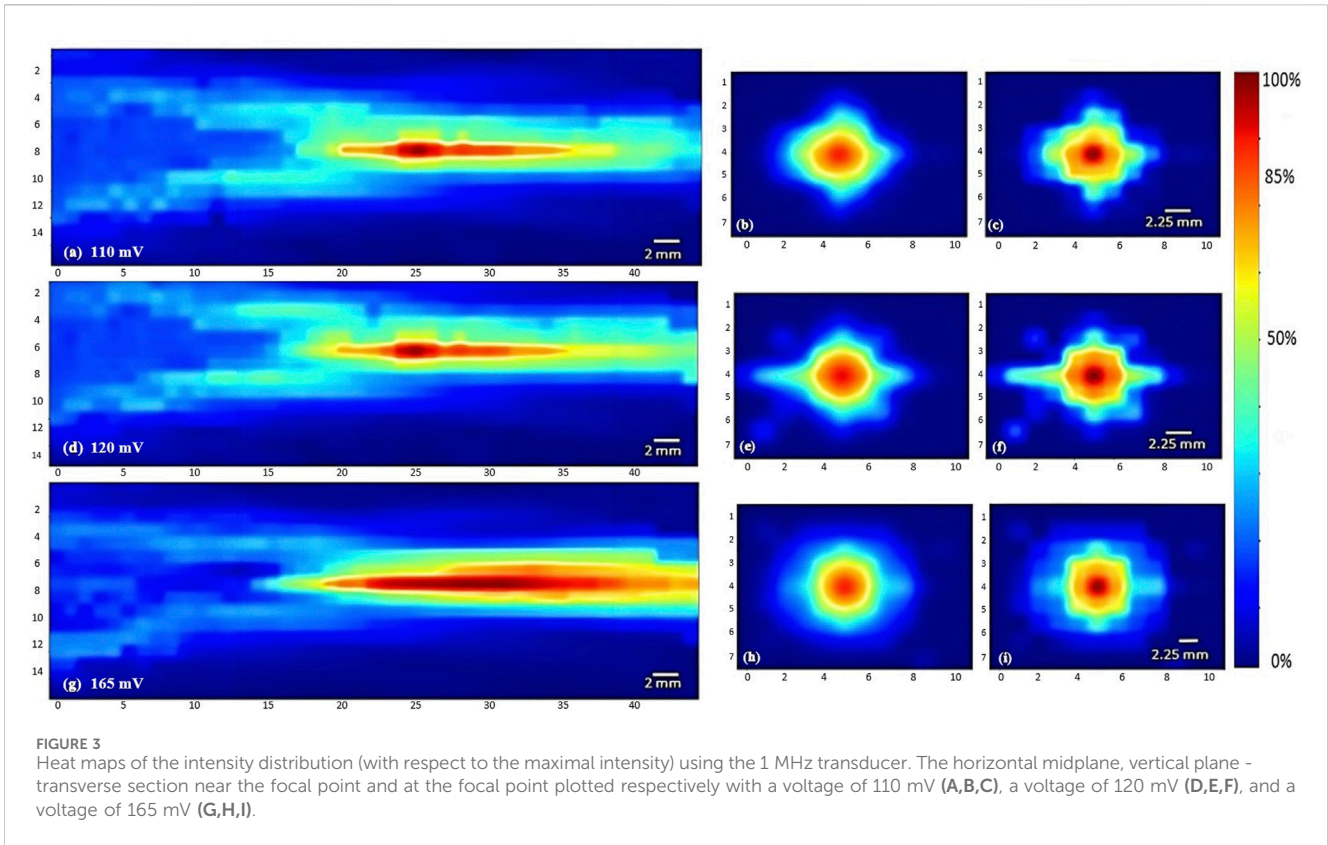 2
4
6
8
10
12
14
(a) 110 mV
2 mm
0 5 10 15 20 25 30 35 40
1
2
3
4
5
6
7
(b)
0 2 4 6 8 10
1
2
3
4
5
6
7
(c)
2.25 mm
0 2 4 6 8 10
100%
85%
50%
0%
2
4
6
8
10
12
14
(d) 120 mV
2 mm
0 5 10 15 20 25 30 35 40
1
2
3
4
5
6
7
(e)
0 2 4 6 8 10
1
2
3
4
5
6
7
(f)
2.25 mm
0 2 4 6 8 10
2
4
6
8
10
12
14
(g) 165 mV
2 mm
0 5 10 15 20 25 30 35 40
1
2
3
4
5
6
7
(h)
0 2 4 6 8 10
1
2
3
4
5
6
7
(i)
2.25 mm
0 2 4 6 8 10
FIGURE 3
Heat maps of the intensity distribution (with respect to the maximal intensity) using the 1 MHz transducer. The horizontal midplane, vertical plane -
transverse section near the focal point and at the focal point plotted respectively with a voltage of 110 mV (A,B,C), a voltage of 120 mV (D,E,F), and a
voltage of 165 mV (G,H,I).